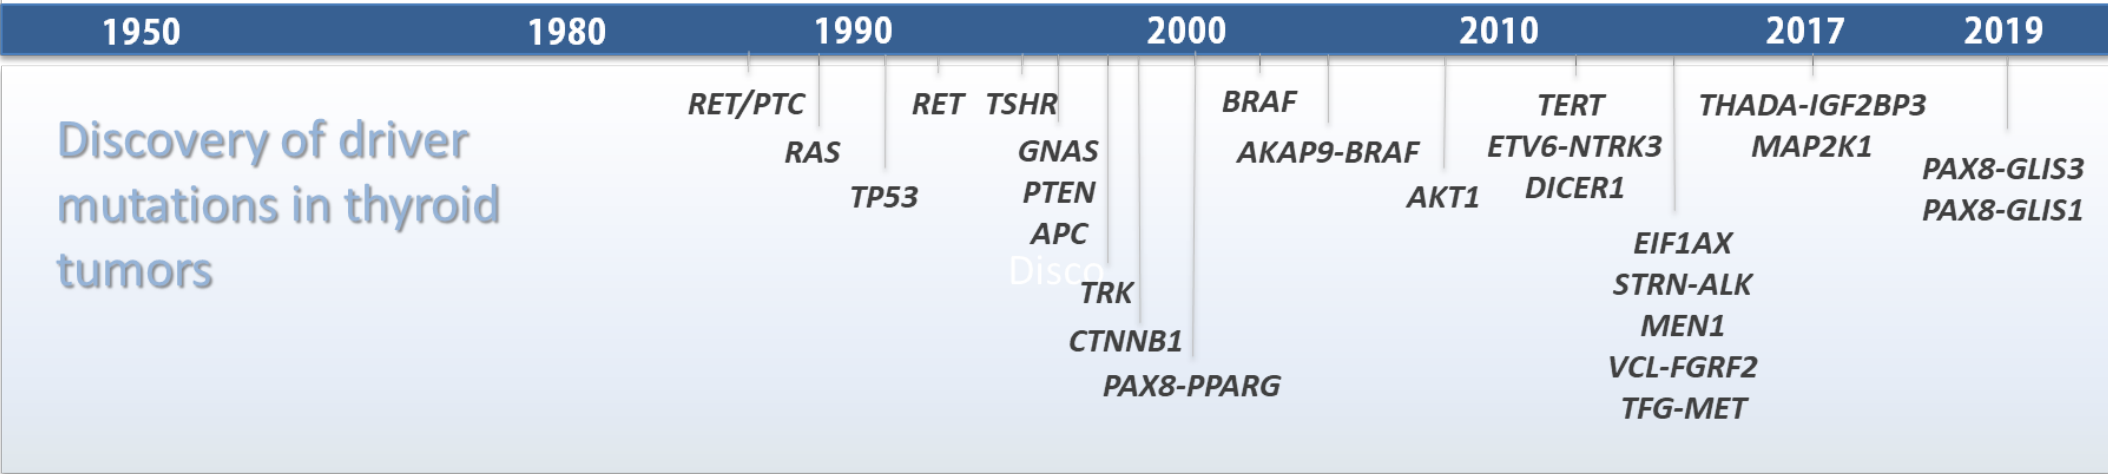 1950 1980 1990 2000 2010 2017 2019
Discovery of driver
mutations in thyroid
tumors
RET/PTC
RAS
TP53
RET
TSHR
GNAS
PTEN
APC
Disco
TRK
CTNNB1
PAX8-PPARG
BRAF
AKAP9-BRAF
AKT1
TERT
ETV6-NTRK3
DICER1
EIF1AX
STRN-ALK
MEN1
VCL-FGRF2
TFG-MET
THADA-IGF2BP3
MAP2K1
PAX8-GLIS3
PAX8-GLIS1